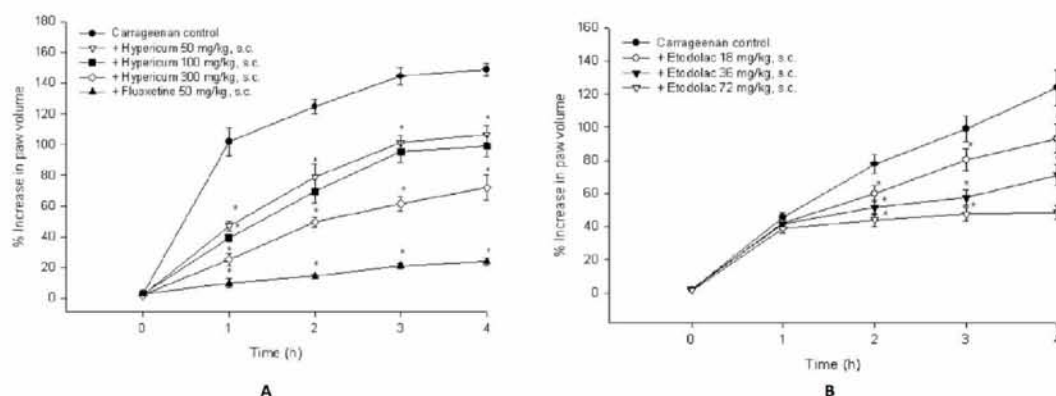 180
160
140
120
100
80
60
40
20
0
% Increase in paw volume
Carrageenan control
+ Hypericum 50 mg/kg, s.c.
+ Hypericum 100 mg/kg, s.c.
+ Hypericum 300 mg/kg, s.c.
+ Fluoxetine 50 mg/kg, s.c.
0 1 2 3 4
Time (h)
A
160
140
120
100
80
60
40
20
0
% Increase in paw volume
Carrageenan control
+ Etodolac 18 mg/kg, s.c.
+ Etodolac 36 mg/kg, s.c.
+ Etodolac 72 mg/kg, s.c.
0 1 2 3
Time (h)
B